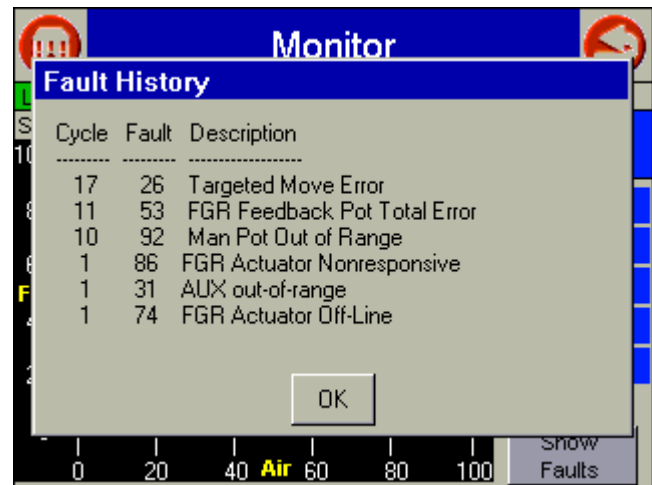 Monitor
Fault History
L
S
Cycle Fault Description
--------- --------- -------------------
17 26 Targeted Move Error
11 53 FGR Feedback Pot Total Error
10 92 Man Pot Out of Range
1 86 FGR Actuator Nonresponsive
1 31 AUX out-of-range
1 74 FGR Actuator Off-Line
F
OK
Show
Faults
0 20 40 Air 60 80 100